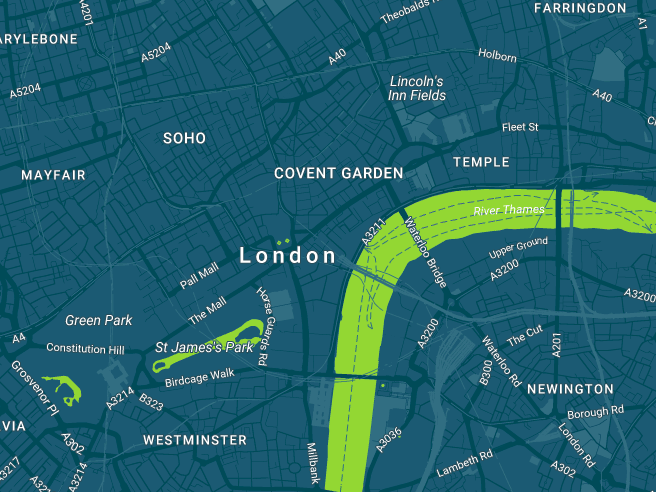 FARRINGDON
Theobalds R
A4201
A1
ARYLEBONE
A5204
A40
Holborn
Lincoln's
Inn Fields
A5204
A40
Fleet St
SOHO
TEMPLE
MAYFAIR
COVENT GARDEN
River Thames
A3211
Waterloo Bridge
Upper Ground
London
A3200
Pall Mall
A3200
The Mall
Horse Guards Rd
Green Park
A3200
The Cut
A201
A4
Constitution Hill
St James's Park
Waterloo Rd
Grosvenor Pl
Birdcage Walk
B300
A3214
B323
NEWINGTON
Borough Rd
VIA
A302
WESTMINSTER
A3036
London Rd
Millbank
Lambeth Rd
A302
A3217
A3214